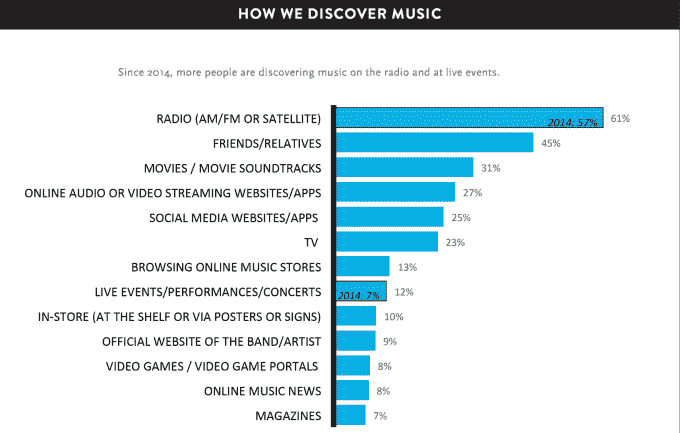 HOW WE DISCOVER MUSIC
Since 2014, more people are discovering music on the radio and at live events.
RADIO (AM/FM OR SATELLITE) 2014: 57% 61%
FRIENDS/RELATIVES 45%
MOVIES / MOVIE SOUNDTRACKS 31%
ONLINE AUDIO OR VIDEO STREAMING WEBSITES/APPS 27%
SOCIAL MEDIA WEBSITES/APPS 25%
TV 23%
BROWSING ONLINE MUSIC STORES 13%
LIVE EVENTS/PERFORMANCES/CONCERTS 2014: 7% 12%
IN-STORE (AT THE SHELF OR VIA POSTERS OR SIGNS) 10%
OFFICIAL WEBSITE OF THE BAND/ARTIST 9%
VIDEO GAMES / VIDEO GAME PORTALS 8%
ONLINE MUSIC NEWS 8%
MAGAZINES 7%